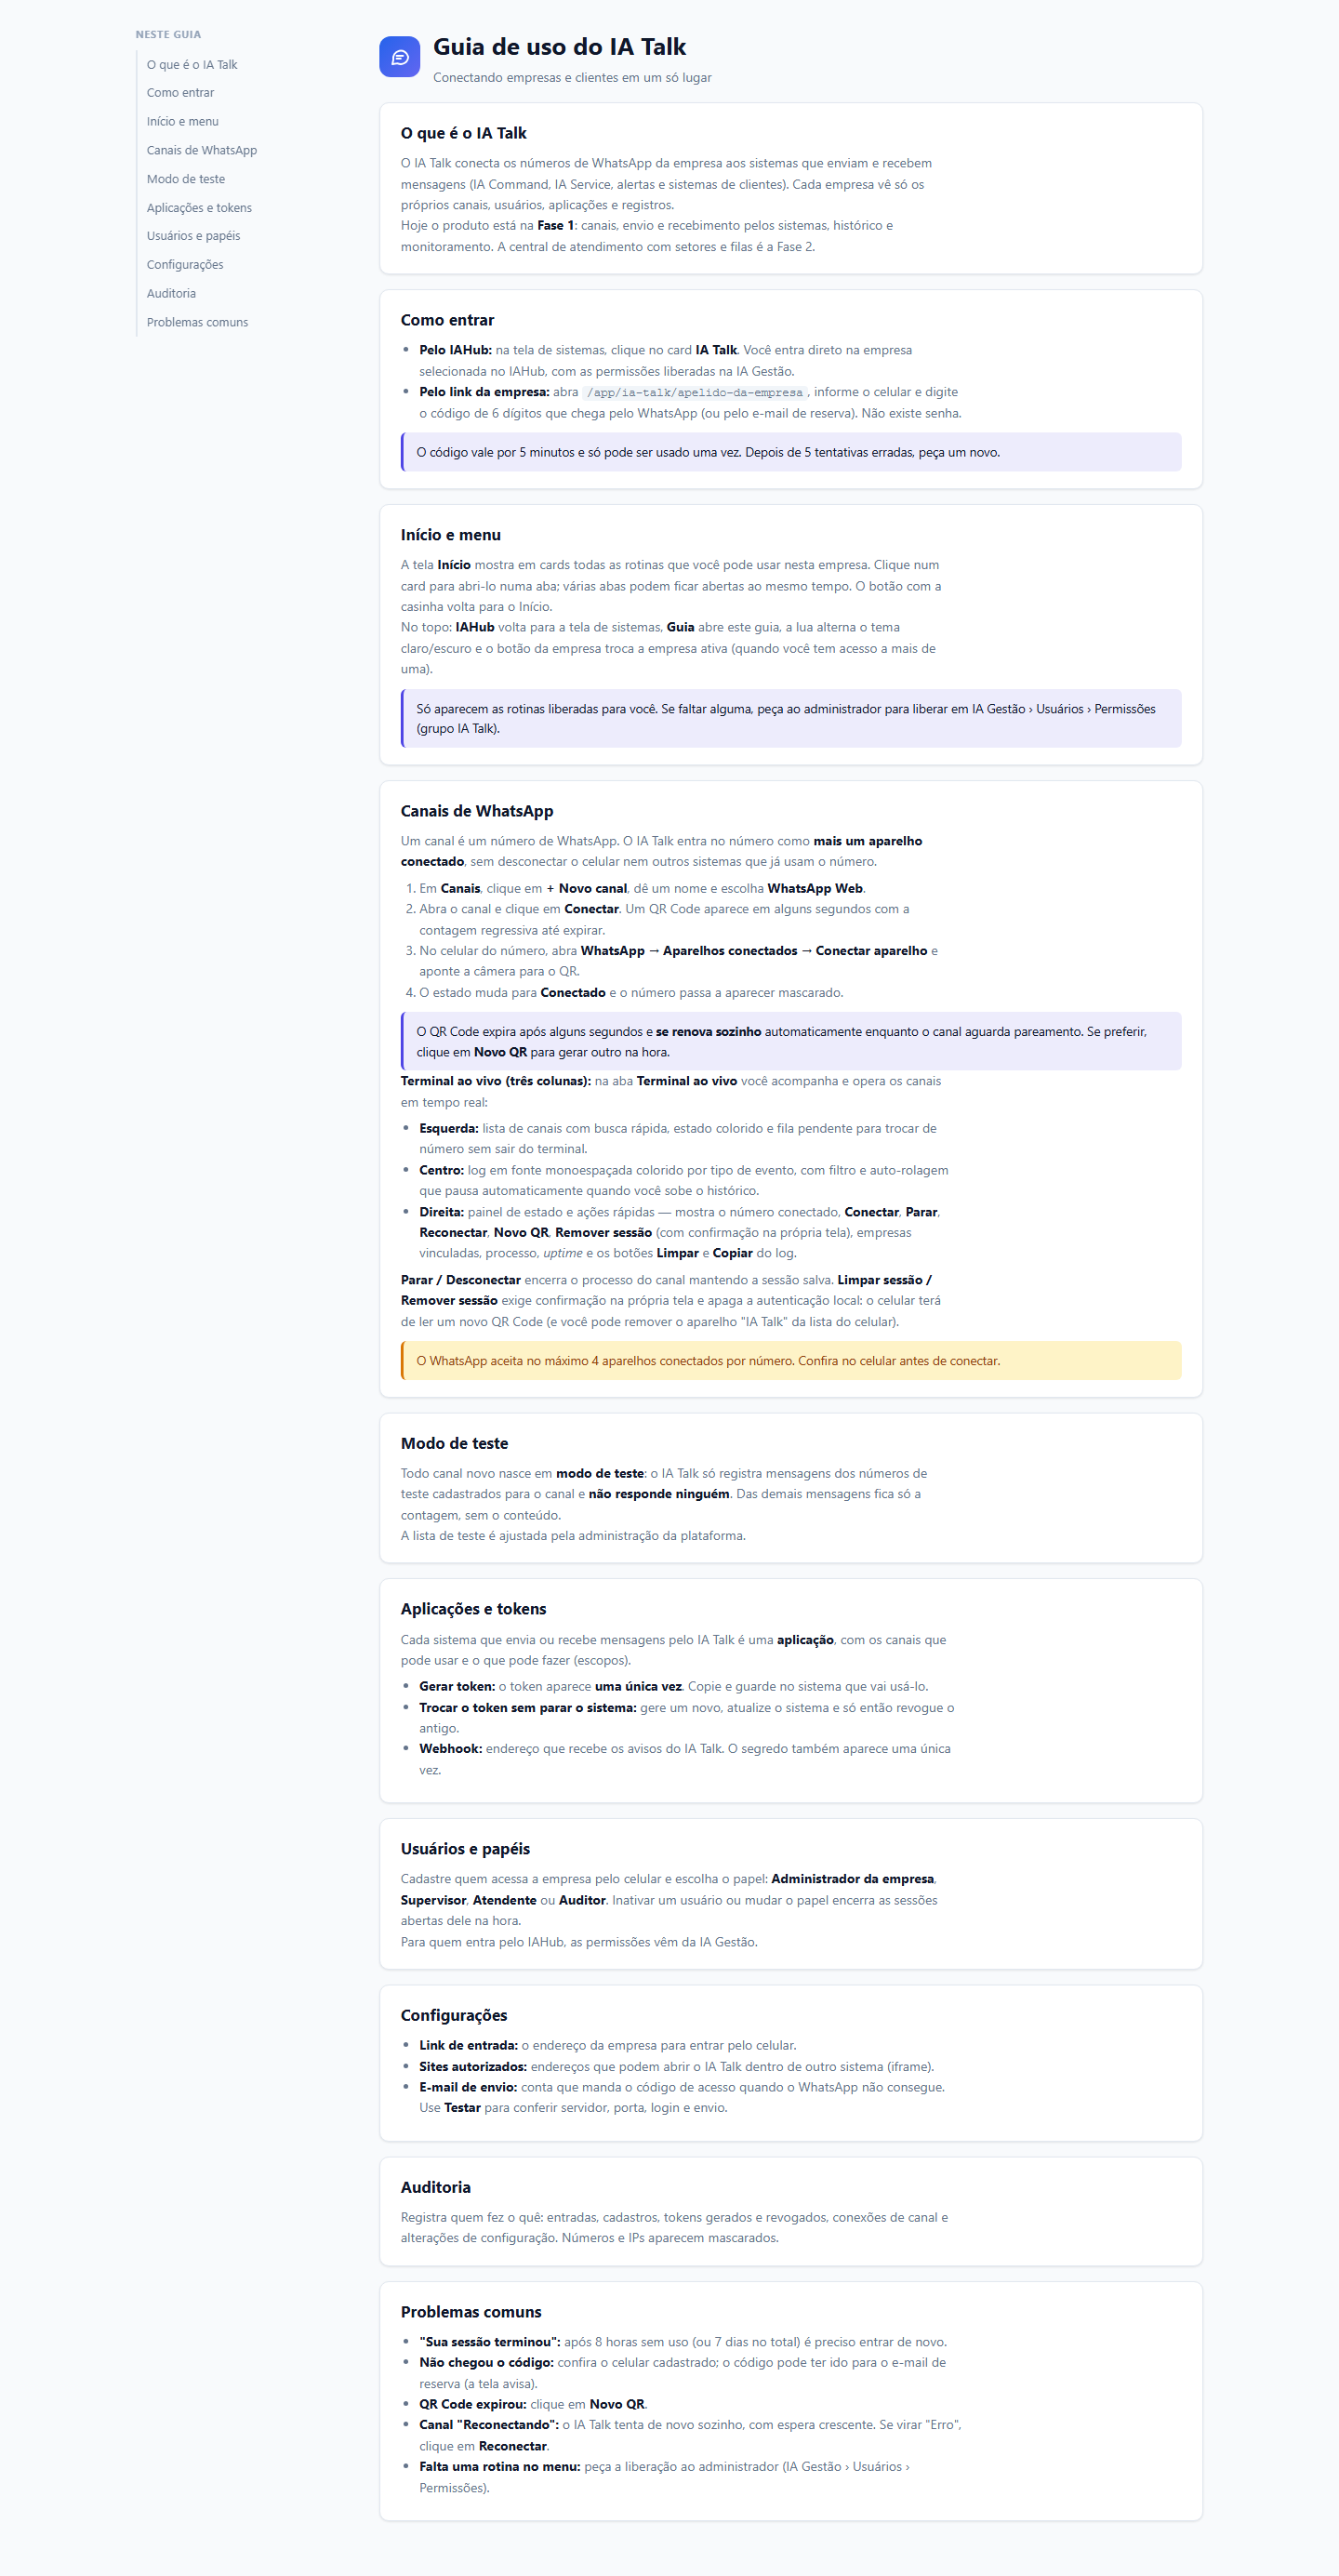 NESTE GUIA
O que é o IA Talk
Como entrar
Início e menu
Canais de WhatsApp
Modo de teste
Aplicações e tokens
Usuários e papéis
Configurações
Auditoria
Problemas comuns
Guia de uso do IA Talk
Conectando empresas e clientes em um só lugar
O que é o IA Talk
O IA Talk conecta os números de WhatsApp da empresa aos sistemas que enviam e recebem
mensagens (IA Command, IA Service, alertas e sistemas de clientes). Cada empresa vê só os
próprios canais, usuários, aplicações e registros.
Hoje o produto está na Fase 1: canais, envio e recebimento pelos sistemas, histórico e
monitoramento. A central de atendimento com setores e filas é a Fase 2.
Como entrar
• Pelo IAHub: na tela de sistemas, clique no card IA Talk. Você entra direto na empresa
selecionada no IAHub, com as permissões liberadas na IA Gestão.
• Pelo link da empresa: abra /app/ia-talk/apelido-da-empresa, informe o celular e digite
o código de 6 dígitos que chega pelo WhatsApp (ou pelo e-mail de reserva). Não existe senha.
O código vale por 5 minutos e só pode ser usado uma vez. Depois de 5 tentativas erradas, peça um novo.
Início e menu
A tela Início mostra em cards todas as rotinas que você pode usar nesta empresa. Clique num
card para abri-lo numa aba; várias abas podem ficar abertas ao mesmo tempo. O botão com a
casinha volta para o Início.
No topo: IAHub volta para a tela de sistemas, Guia abre este guia, a lua alterna o tema
claro/escuro e o botão da empresa troca a empresa ativa (quando você tem acesso a mais de
uma).
Só aparecem as rotinas liberadas para você. Se faltar alguma, peça ao administrador para liberar em IA Gestão › Usuários › Permissões
(grupo IA Talk).
Canais de WhatsApp
Um canal é um número de WhatsApp. O IA Talk entra no número como mais um aparelho
conectado, sem desconectar o celular nem outros sistemas que já usam o número.
1. Em Canais, clique em + Novo canal, dê um nome e escolha WhatsApp Web.
2. Abra o canal e clique em Conectar. Um QR Code aparece em alguns segundos com a
contagem regressiva até expirar.
3. No celular do número, abra WhatsApp → Aparelhos conectados → Conectar aparelho e
aponte a câmera para o QR.
4. O estado muda para Conectado e o número passa a aparecer mascarado.
O QR Code expira após alguns segundos e se renova sozinho automaticamente enquanto o canal aguarda pareamento. Se preferir,
clique em Novo QR para gerar outro na hora.
Terminal ao vivo (três colunas): na aba Terminal ao vivo você acompanha e opera os canais
em tempo real:
• Esquerda: lista de canais com busca rápida, estado colorido e fila pendente para trocar de
número sem sair do terminal.
• Centro: log em fonte monoespaçada colorido por tipo de evento, com filtro e auto-rolagem
que pausa automaticamente quando você sobe o histórico.
• Direita: painel de estado e ações rápidas — mostra o número conectado, Conectar, Parar,
Reconectar, Novo QR, Remover sessão (com confirmação na própria tela), empresas
vinculadas, processo, uptime e os botões Limpar e Copiar do log.
Parar / Desconectar encerra o processo do canal mantendo a sessão salva. Limpar sessão /
Remover sessão exige confirmação na própria tela e apaga a autenticação local: o celular terá
de ler um novo QR Code (e você pode remover o aparelho "IA Talk" da lista do celular).
O WhatsApp aceita no máximo 4 aparelhos conectados por número. Confira no celular antes de conectar.
Modo de teste
Todo canal novo nasce em modo de teste: o IA Talk só registra mensagens dos números de
teste cadastrados para o canal e não responde ninguém. Das demais mensagens fica só a
contagem, sem o conteúdo.
A lista de teste é ajustada pela administração da plataforma.
Aplicações e tokens
Cada sistema que envia ou recebe mensagens pelo IA Talk é uma aplicação, com os canais que
pode usar e o que pode fazer (escopos).
• Gerar token: o token aparece uma única vez. Copie e guarde no sistema que vai usá-lo.
• Trocar o token sem parar o sistema: gere um novo, atualize o sistema e só então revogue o
antigo.
• Webhook: endereço que recebe os avisos do IA Talk. O segredo também aparece uma única
vez.
Usuários e papéis
Cadastre quem acessa a empresa pelo celular e escolha o papel: Administrador da empresa,
Supervisor, Atendente ou Auditor. Inativar um usuário ou mudar o papel encerra as sessões
abertas dele na hora.
Para quem entra pelo IAHub, as permissões vêm da IA Gestão.
Configurações
• Link de entrada: o endereço da empresa para entrar pelo celular.
• Sites autorizados: endereços que podem abrir o IA Talk dentro de outro sistema (iframe).
• E-mail de envio: conta que manda o código de acesso quando o WhatsApp não consegue.
Use Testar para conferir servidor, porta, login e envio.
Auditoria
Registra quem fez o quê: entradas, cadastros, tokens gerados e revogados, conexões de canal e
alterações de configuração. Números e IPs aparecem mascarados.
Problemas comuns
• "Sua sessão terminou": após 8 horas sem uso (ou 7 dias no total) é preciso entrar de novo.
• Não chegou o código: confira o celular cadastrado; o código pode ter ido para o e-mail de
reserva (a tela avisa).
• QR Code expirou: clique em Novo QR.
• Canal "Reconectando": o IA Talk tenta de novo sozinho, com espera crescente. Se virar "Erro",
clique em Reconectar.
• Falta uma rotina no menu: peça a liberação ao administrador (IA Gestão › Usuários ›
Permissões).